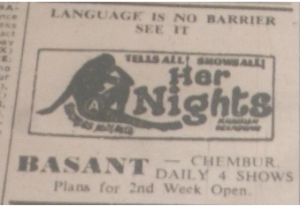 LANGUAGE IS NO BARRIER
SEE IT
TELLS ALL! SHOWS ALL!
Her
Nights
BASANT — CHEMBUR
DAILY 4 SHOWS
Plans for 2nd Week Open.